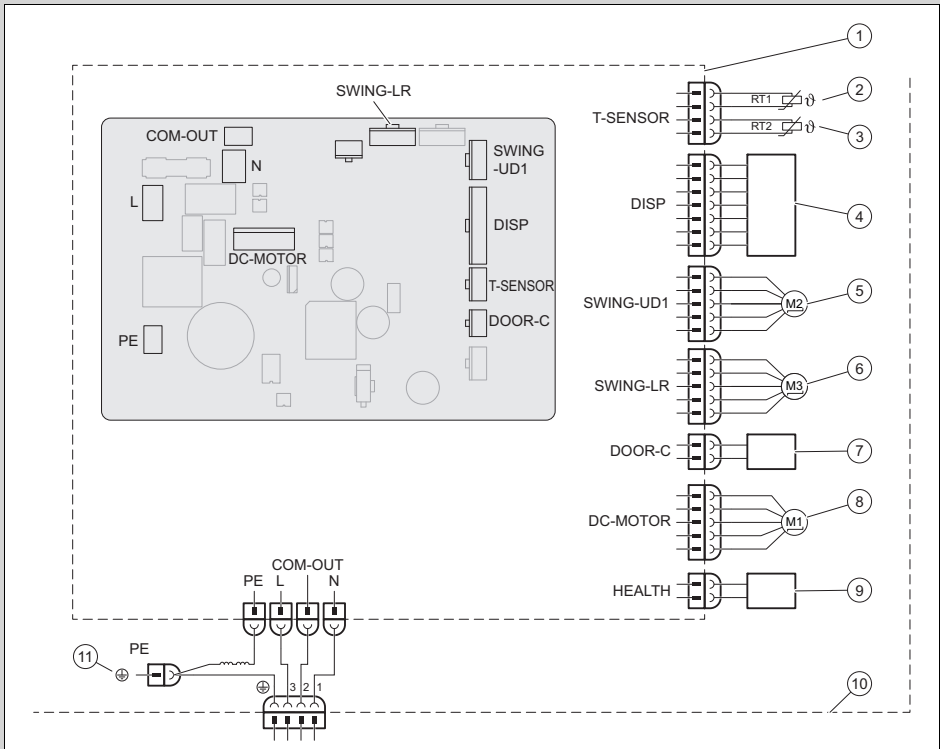 1
SWING-LR
RT1
ϑ
2
COM-OUT
T-SENSOR
RT2
ϑ
3
N
SWING
-UD1
L
DISP
4
DISP
DC-MOTOR
T-SENSOR
SWING-UD1
M2
5
DOOR-C
PE
SWING-LR
M3
6
DOOR-C
7
DC-MOTOR
M1
8
COM-OUT
PE L N
HEALTH
9
PE
11
3 2 1
10